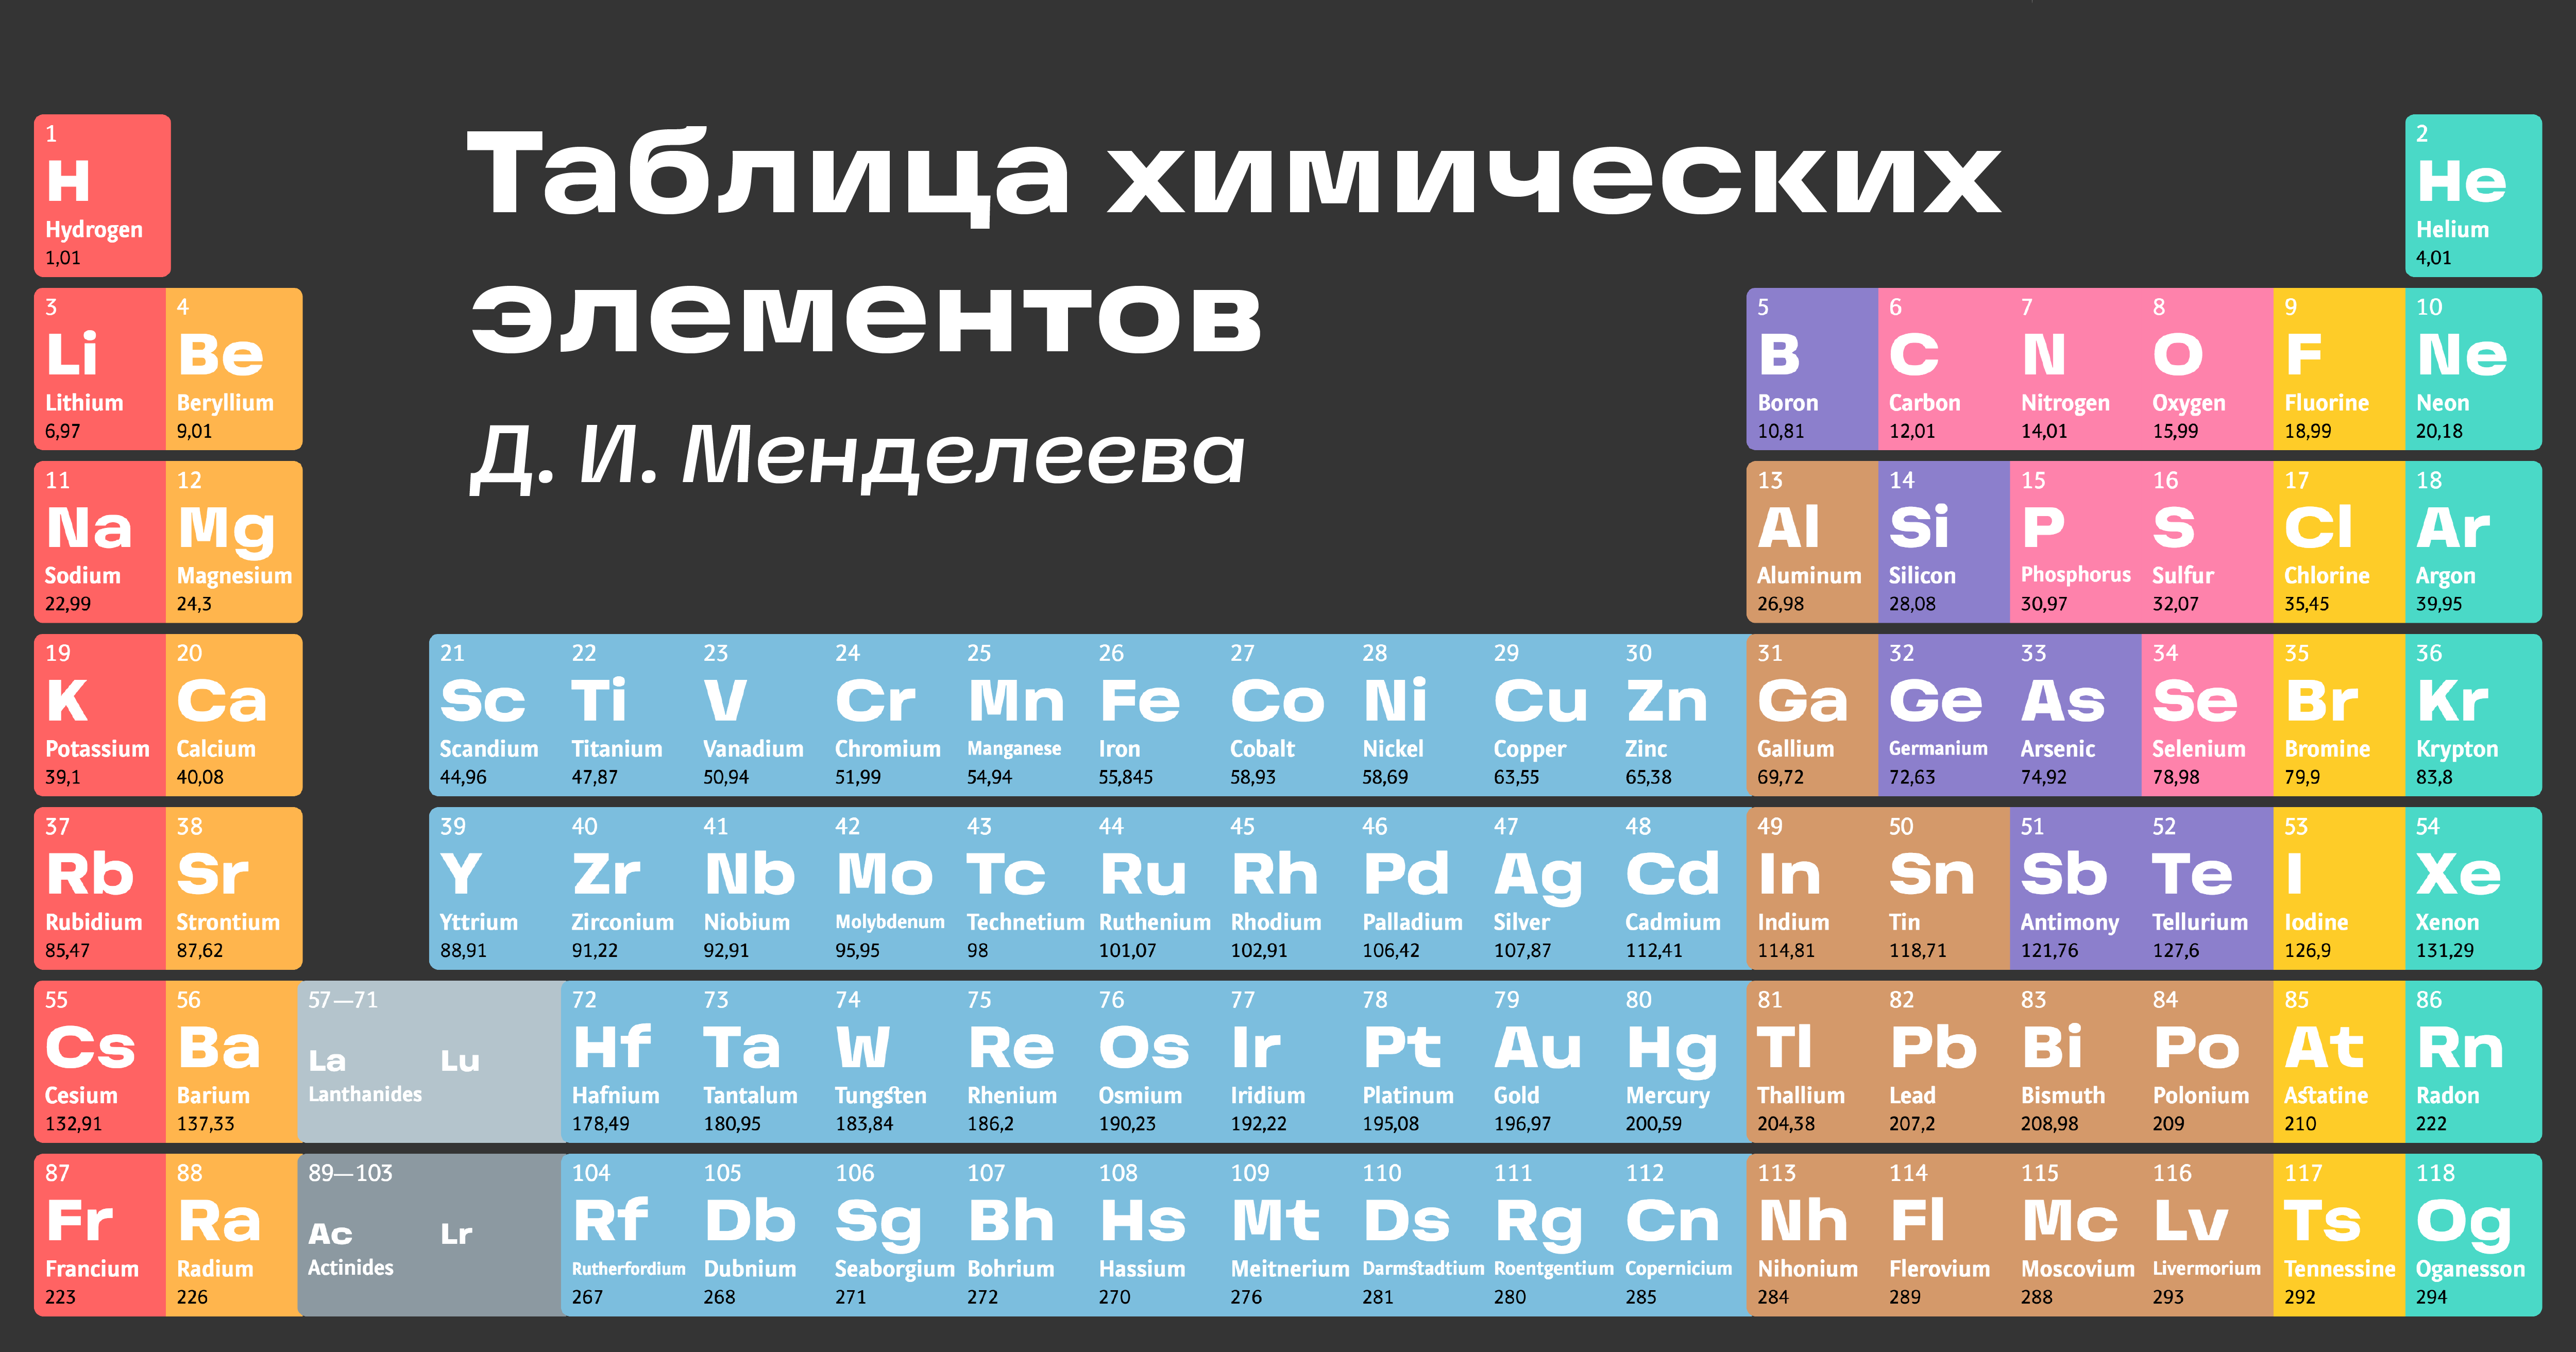 Таблица химических
элементов
Д. И. Менделеева
1 2
H He
Hydrogen Helium
1,01 4,01
3 4 5 6 7 8 9 10
Li Be B C N O F Ne
Lithium Beryllium Boron Carbon Nitrogen Oxygen Fluorine Neon
6,97 9,01 10,81 12,01 14,01 15,99 18,99 20,18
11 12 13 14 15 16 17 18
Na Mg Al Si P S Cl Ar
Sodium Magnesium Aluminum Silicon Phosphorus Sulfur Chlorine Argon
22,99 24,3 26,98 28,08 30,97 32,07 35,45 39,95
19 20 21 22 23 24 25 26 27 28 29 30 31 32 33 34 35 36
K Ca Sc Ti V Cr Mn Fe Co Ni Cu Zn Ga Ge As Se Br Kr
Potassium Calcium Scandium Titanium Vanadium Chromium Manganese Iron Cobalt Nickel Copper Zinc Gallium Germanium Arsenic Selenium Bromine Krypton
39,1 40,08 44,96 47,87 50,94 51,99 54,94 55,845 58,93 58,69 63,55 65,38 69,72 72,63 74,92 78,98 79,9 83,8
37 38 39 40 41 42 43 44 45 46 47 48 49 50 51 52 53 54
Rb Sr Y Zr Nb Mo Tc Ru Rh Pd Ag Cd In Sn Sb Te I Xe
Rubidium Strontium Yttrium Zirconium Niobium Molybdenum Technetium Ruthenium Rhodium Palladium Silver Cadmium Indium Tin Antimony Tellurium Iodine Xenon
85,47 87,62 88,91 91,22 92,91 95,95 98 101,07 102,91 106,42 107,87 112,41 114,81 118,71 121,76 127,6 126,9 131,29
55 56 57—71 72 73 74 75 76 77 78 79 80 81 82 83 84 85 86
Cs Ba La Lu Hf Ta W Re Os Ir Pt Au Hg Tl Pb Bi Po At Rn
Cesium Barium Lanthanides Hafnium Tantalum Tungsten Rhenium Osmium Iridium Platinum Gold Mercury Thallium Lead Bismuth Polonium Astatine Radon
132,91 137,33 178,49 180,95 183,84 186,2 190,23 192,22 195,08 196,97 200,59 204,38 207,2 208,98 209 210 222
87 88 89—103 104 105 106 107 108 109 110 111 112 113 114 115 116 117 118
Fr Ra Ac Lr Rf Db Sg Bh Hs Mt Ds Rg Cn Nh Fl Mc Lv Ts Og
Francium Radium Actinides Rutherfordium Dubnium Seaborgium Bohrium Hassium Meitnerium Darmstadtium Roentgentium Copernicium Nihonium Flerovium Moscovium Livermorium Tennessine Oganesson
223 226 267 268 271 272 270 276 281 280 285 284 289 288 293 292 294